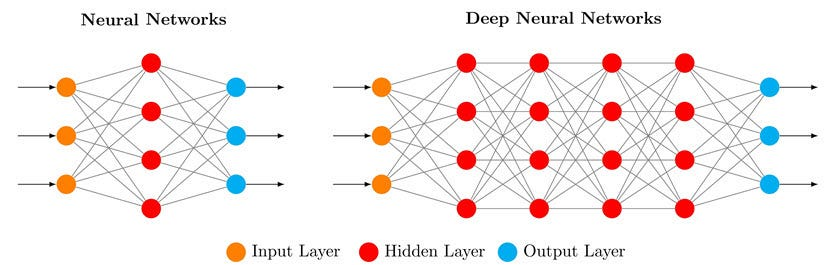 Neural Networks
Deep Neural Networks
Input Layer
Hidden Layer
Output Layer